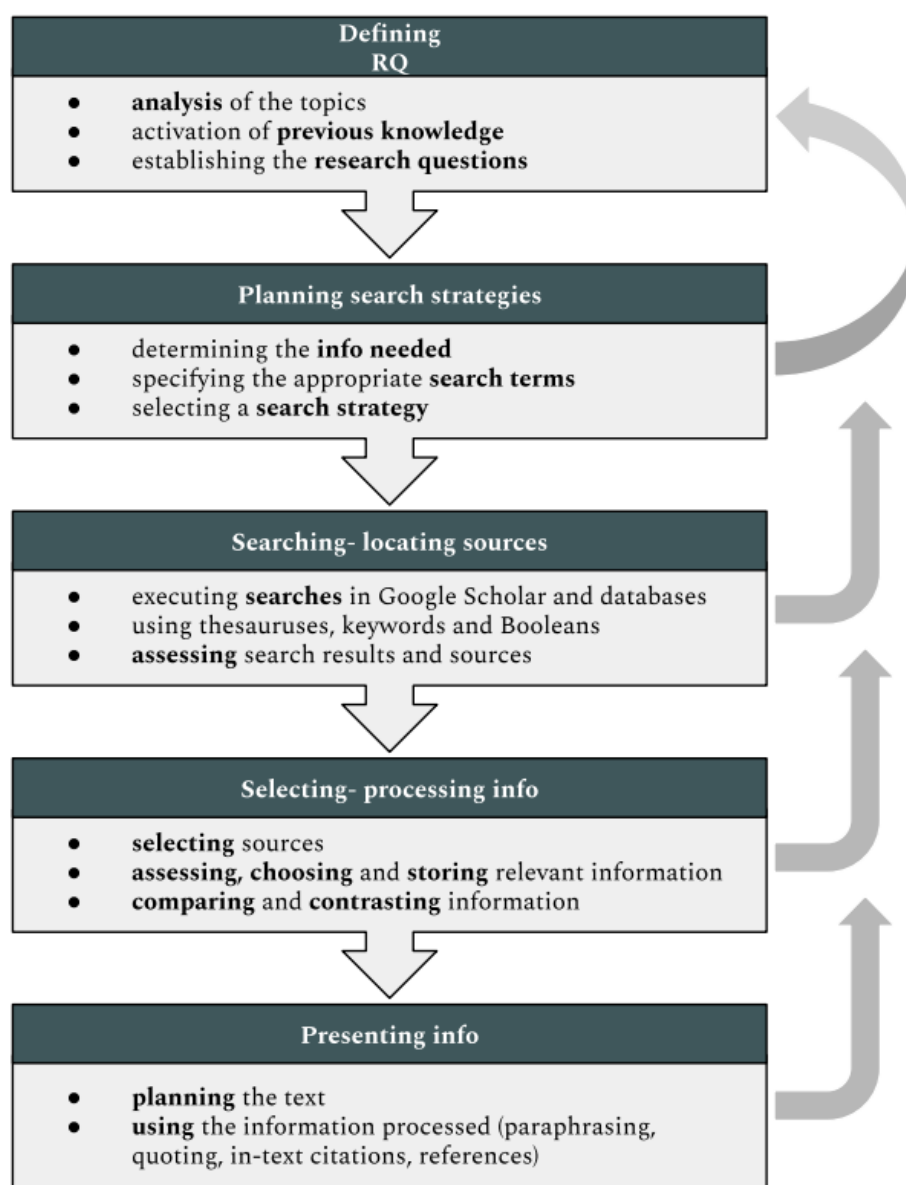 Defining
RQ
● analysis of the topics
● activation of previous knowledge
● establishing the research questions
Planning search strategies
● determining the info needed
● specifying the appropriate search terms
● selecting a search strategy
Searching- locating sources
● executing searches in Google Scholar and databases
● using thesauruses, keywords and Booleans
● assessing search results and sources
Selecting- processing info
● selecting sources
● assessing, choosing and storing relevant information
● comparing and contrasting information
Presenting info
● planning the text
● using the information processed (paraphrasing,
quoting, in-text citations, references)